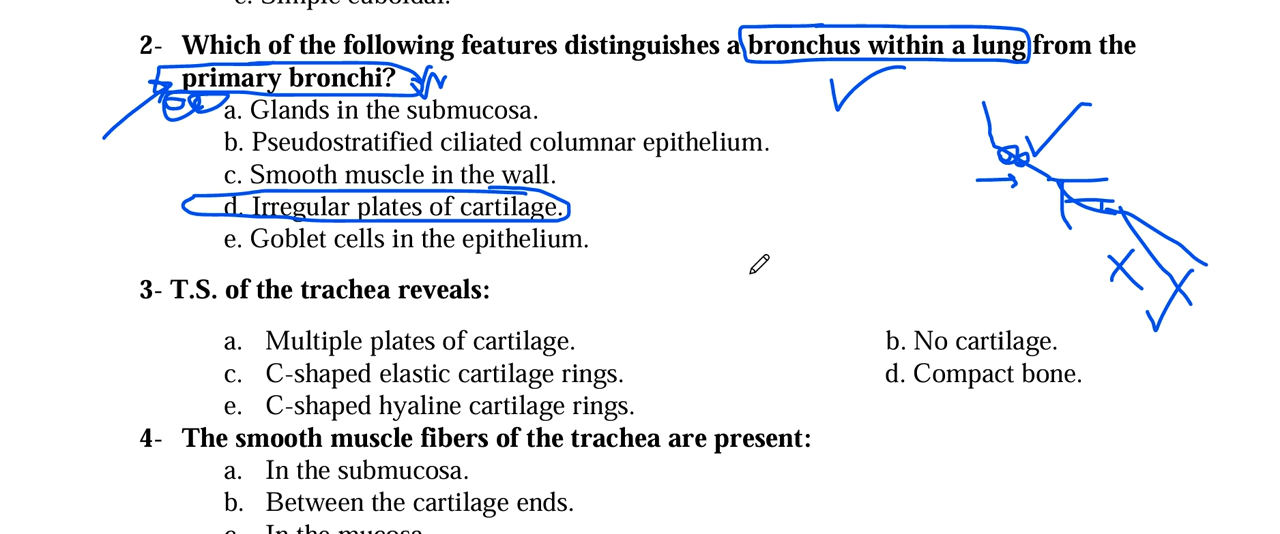 2- Which of the following features distinguishes a bronchus within a lung from the
primary bronchi?
a. Glands in the submucosa.
b. Pseudostratified ciliated columnar epithelium.
c. Smooth muscle in the wall.
d. Irregular plates of cartilage.
e. Goblet cells in the epithelium.
3- T.S. of the trachea reveals:
a. Multiple plates of cartilage. b. No cartilage.
c. C-shaped elastic cartilage rings. d. Compact bone.
e. C-shaped hyaline cartilage rings.
4- The smooth muscle fibers of the trachea are present:
a. In the submucosa.
b. Between the cartilage ends.